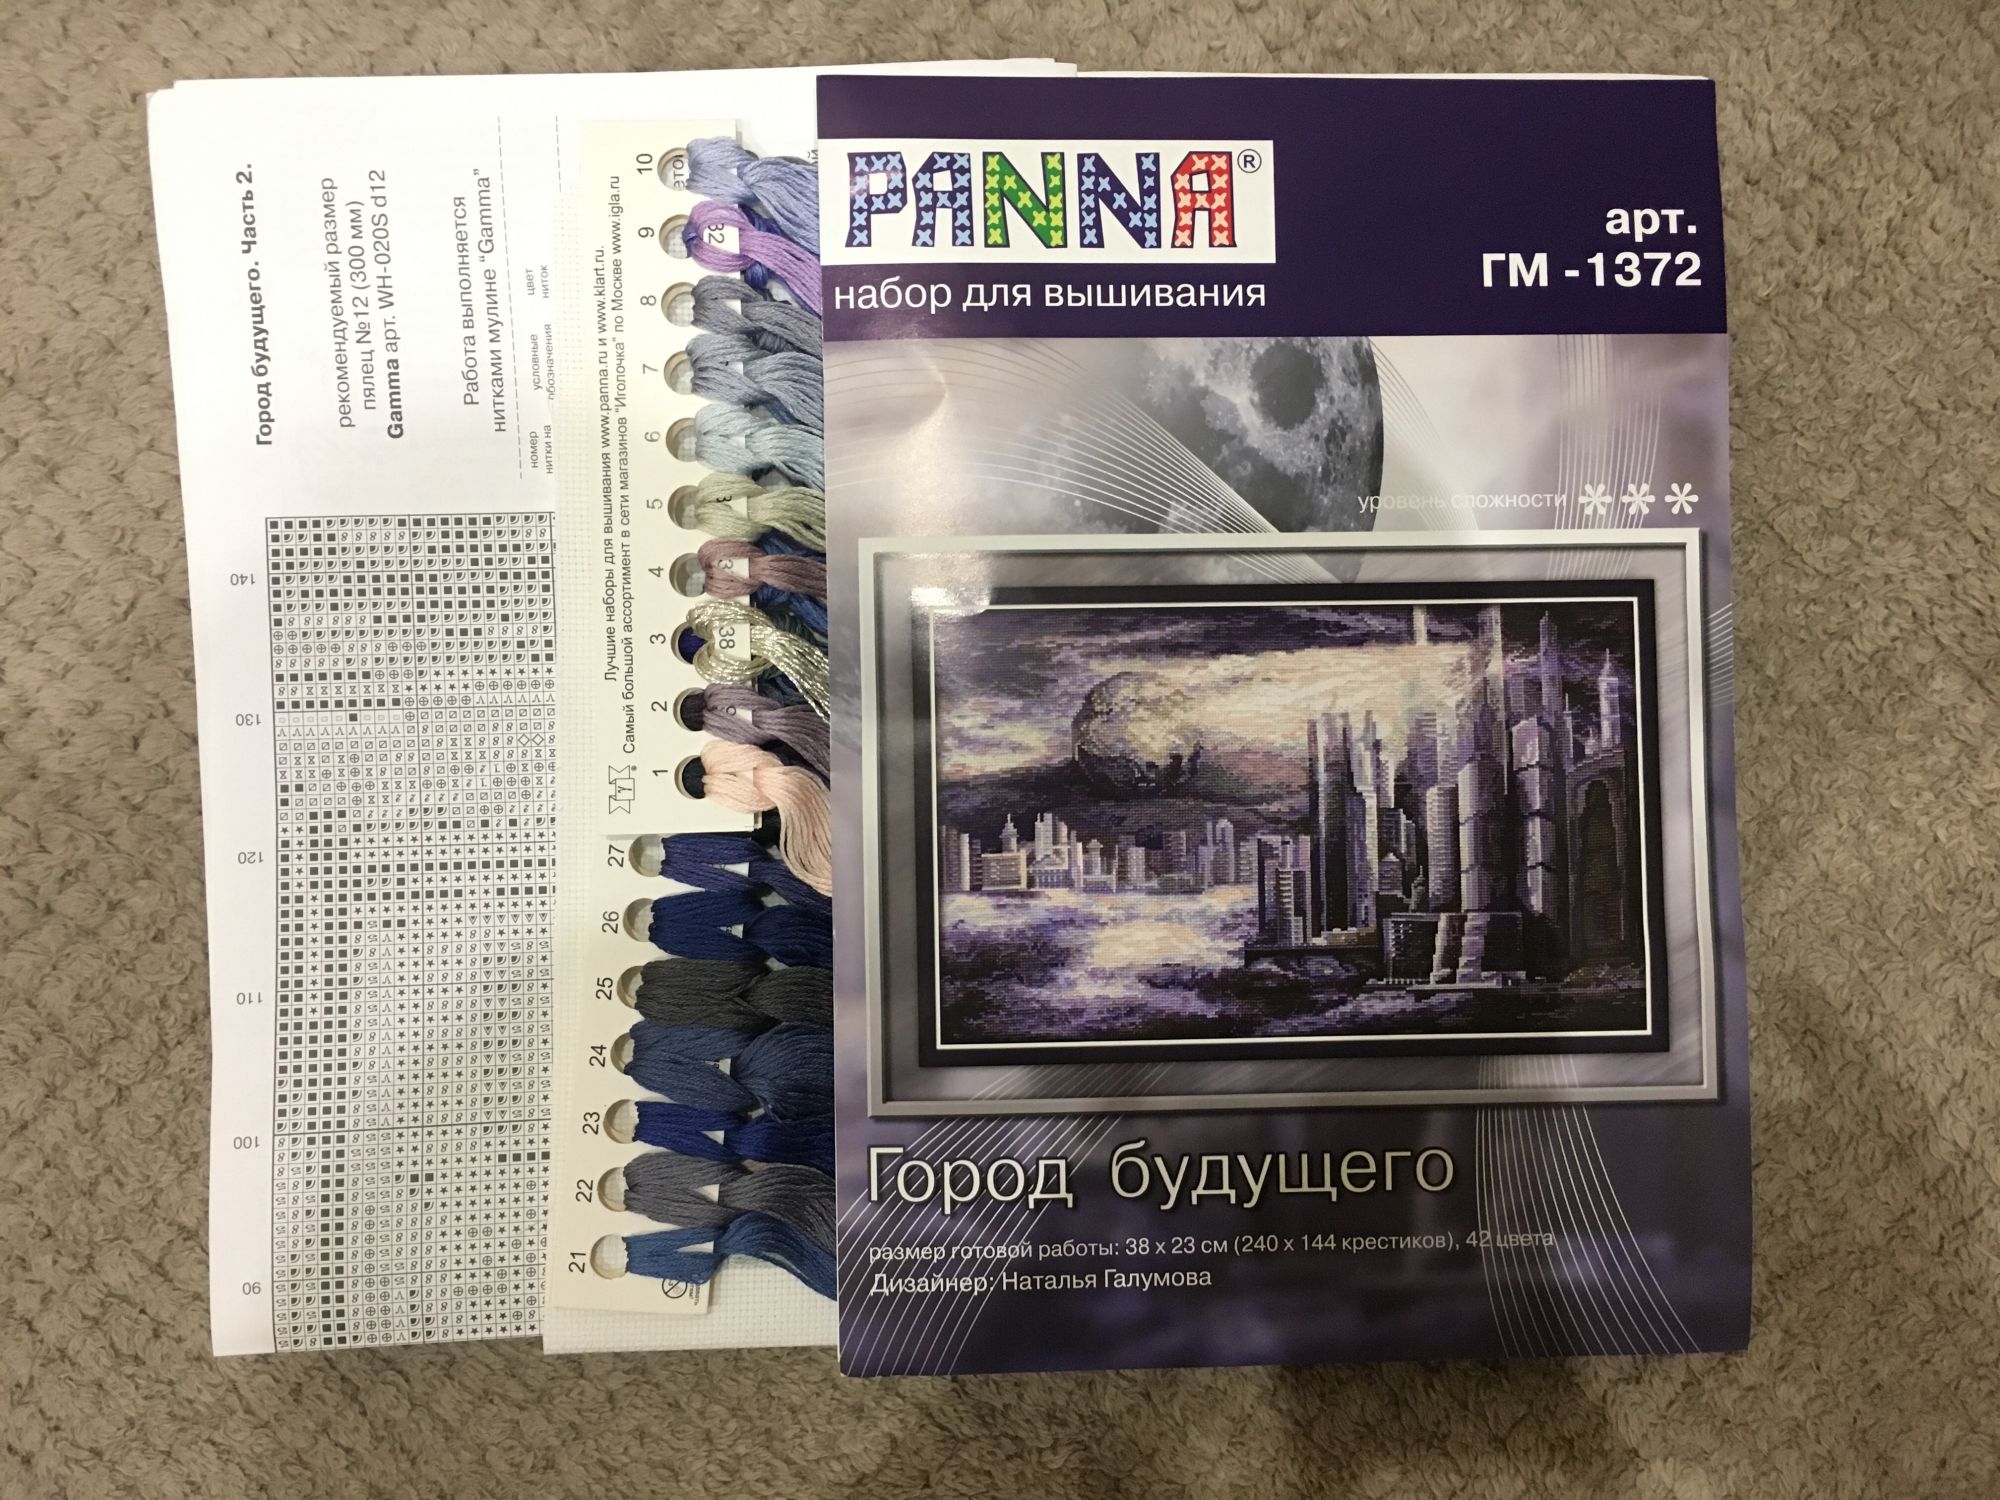 PANNA®
набор для вышивания
арт.
ГМ -1372
уровень сложности ***
Город будущего
размер готовой работы: 38 x 23 см (240 x 144 крестиков), 42 цвета
Дизайнер: Наталья Галумова
Город будущего. Часть 2.
рекомендуемый размер
пялец №12 (300 мм)
Gamma арт. WH-020S d12
Работа выполняется
нитками мулине “Gamma”
номер
нитки на
условные
обозначения
цвет
ниток
140
130
120
110
100
90
Лучшие наборы для вышивания www.panna.ru и www.klart.ru.
Самый большой ассортимент в сети магазинов “Иголочка” по Москве www.igla.ru
10
9
8
7
6
5
4
3
2
1
32
38
27
26
25
24
23
22
21